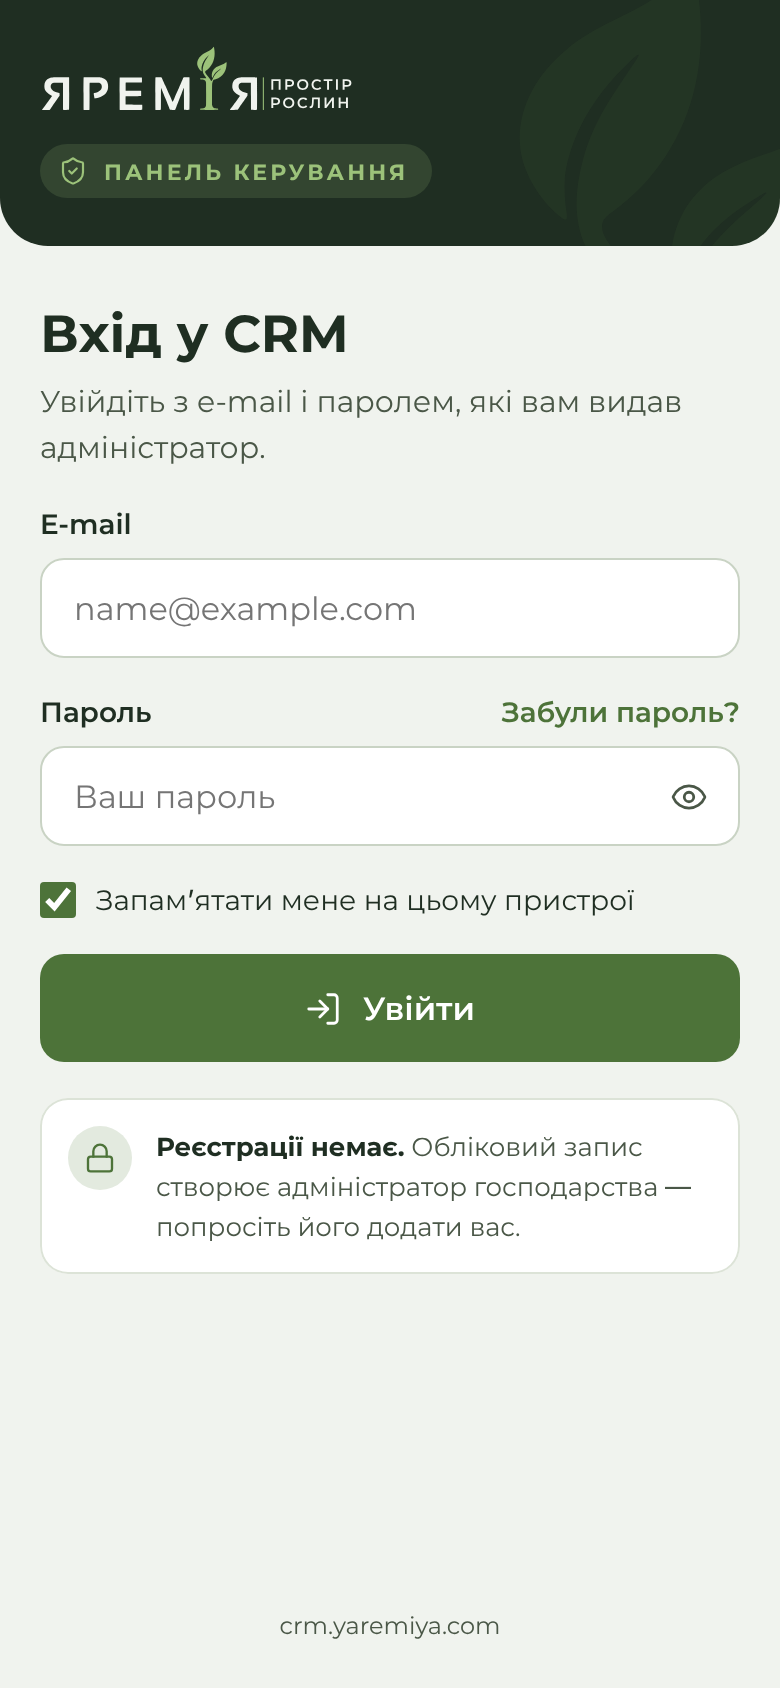 ЯРЕМІЯ
ПРОСТІР
РОСЛИН
ПАНЕЛЬ КЕРУВАННЯ
Вхід у CRM
Увійдіть з e-mail і паролем, які вам видав
адміністратор.
E-mail
name@example.com
Пароль
Забули пароль?
Ваш пароль
Запамʼятати мене на цьому пристрої
Увійти
Реєстрації немає. Обліковий запис
створює адміністратор господарства —
попросіть його додати вас.
crm.yaremiya.com